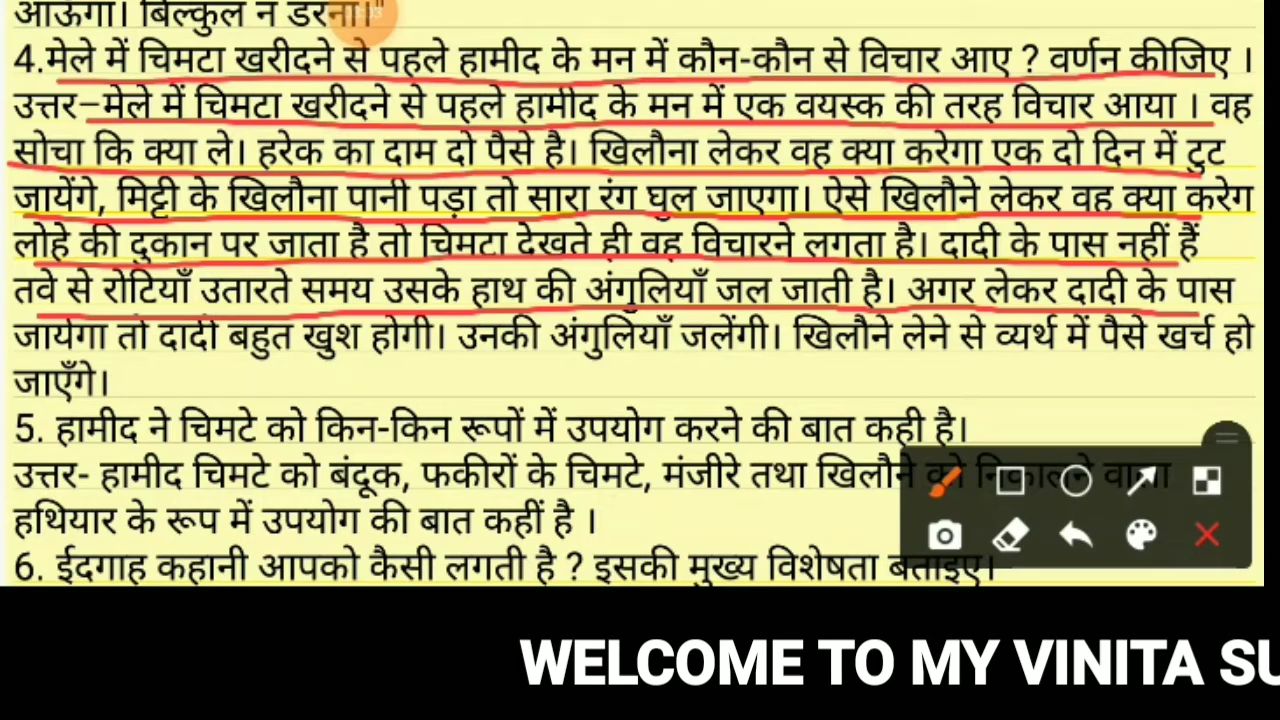 आऊंगा। बिल्कुल न डरना।"
4.मेले में चिमटा खरीदने से पहले हामीद के मन में कौन-कौन से विचार आए ? वर्णन कीजिए ।
उत्तर–मेले में चिमटा खरीदने से पहले हामीद के मन में एक वयस्क की तरह विचार आया । वह
सोचा कि क्या ले। हरेक का दाम दो पैसे है। खिलौना लेकर वह क्या करेगा एक दो दिन में टुट
जायेंगे, मिट्टी के खिलौना पानी पड़ा तो सारा रंग घुल जाएगा। ऐसे खिलौने लेकर वह क्या करेग
लोहे की दुकान पर जाता है तो चिमटा देखते ही वह विचारने लगता है। दादी के पास नहीं हैं
तवे से रोटियाँ उतारते समय उसके हाथ की अंगुलियाँ जल जाती है। अगर लेकर दादी के पास
जायेगा तो दादी बहुत खुश होगी। उनकी अंगुलियाँ जलेंगी। खिलौने लेने से व्यर्थ में पैसे खर्च हो
जाएँगे।
5. हामीद ने चिमटे को किन-किन रूपों में उपयोग करने की बात कही है।
उत्तर- हामीद चिमटे को बंदूक, फकीरों के चिमटे, मंजीरे तथा खिलौने को निकालने वाला
हथियार के रूप में उपयोग की बात कहीं है ।
6. ईदगाह कहानी आपको कैसी लगती है ? इसकी मुख्य विशेषता बताइए।
WELCOME TO MY VINITA SU